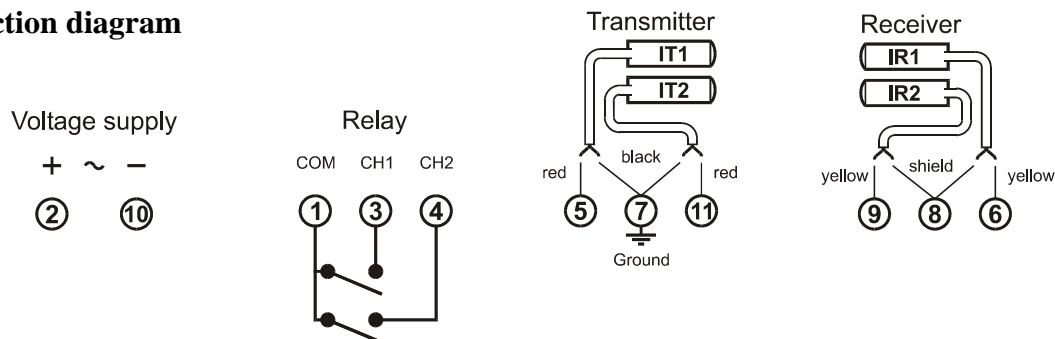 ction diagram
Voltage supply
+ ~ −
2 10
Relay
COM CH1 CH2
1 3 4
Transmitter
IT1
IT2
red black red
5 7 11
Ground
Receiver
IR1
IR2
yellow shield yellow
9 8 6